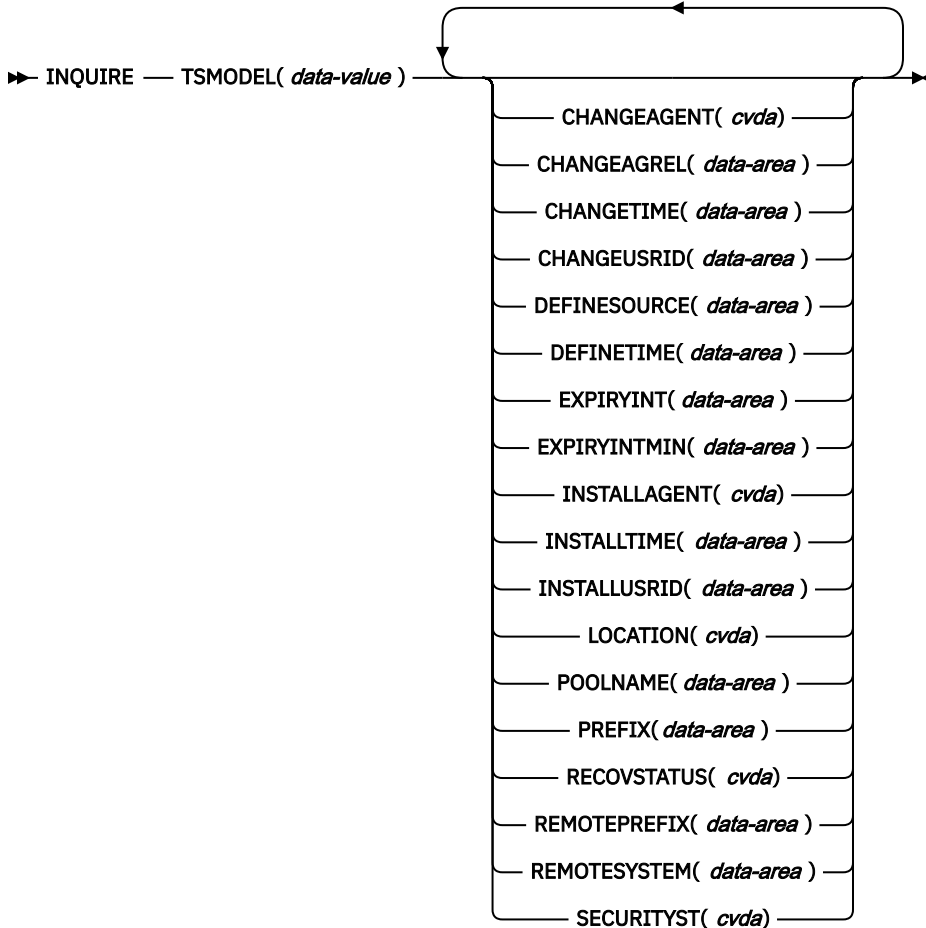 INQUIRE TSMODEL( data-value )
CHANGEAGENT( cvda)
CHANGEAGREL( data-area )
CHANGETIME( data-area )
CHANGEUSRID( data-area )
DEFINESOURCE( data-area )
DEFINETIME( data-area )
EXPIRYINT( data-area )
EXPIRYINTMIN( data-area )
INSTALLAGENT( cvda)
INSTALLTIME( data-area )
INSTALLUSRID( data-area )
LOCATION( cvda)
POOLNAME( data-area )
PREFIX( data-area )
RECOVSTATUS( cvda)
REMOTEPREFIX( data-area )
REMOTESYSTEM( data-area )
SECURITYST( cvda)